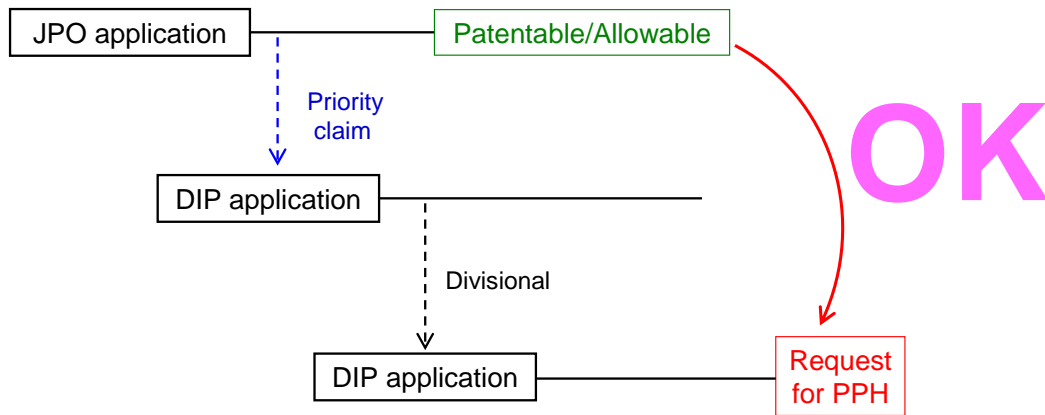 JPO application
Patentable/Allowable
Priority
claim
OK
DIP application
Divisional
DIP application
Request
for PPH